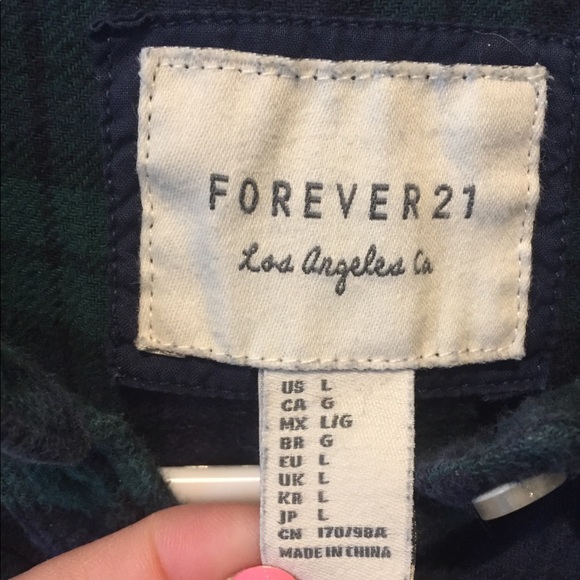 FOREVER21
Los Angeles Ca
US L
CA G
MX L/G
BR G
EU L
UK L
KR L
JP L
CN 170/98A
MADE IN CHINA